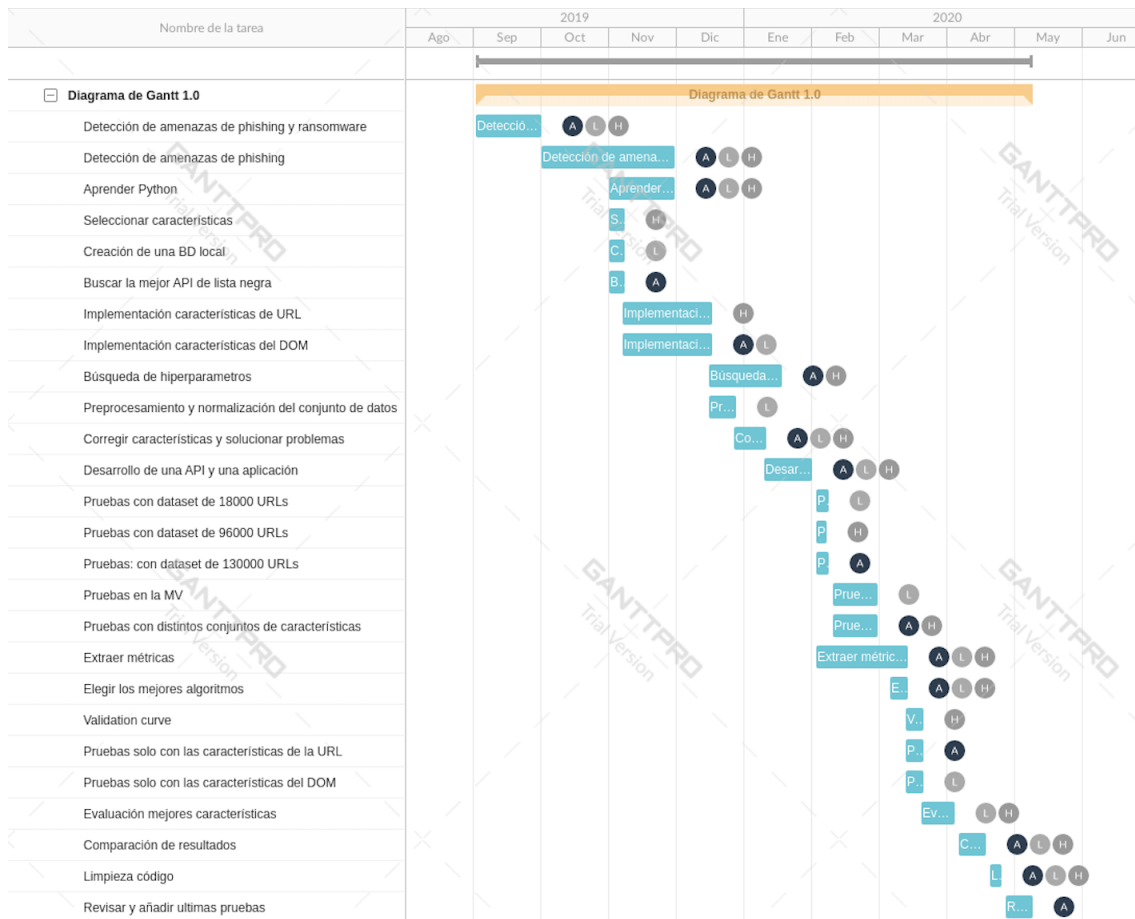 Nombre de la tarea
2019
2020
Ago Sep Oct Nov Dic Ene Feb Mar Abr May Jun
Diagrama de Gantt 1.0 Diagrama de Gantt 1.0
Detección de amenazas de phishing y ransomware Detecció... A L H
Detección de amenazas de phishing Detección de amena... A L H
Aprender Python Aprender... A L H
Seleccionar características S. H
Creación de una BD local C. L
Buscar la mejor API de lista negra B. A
Implementación características de URL Implementaci... H
Implementación características del DOM Implementaci... A L
Búsqueda de hiperparametros Búsqueda... A H
Preprocesamiento y normalización del conjunto de datos Pr... L
Corregir características y solucionar problemas Co... A L H
Desarrollo de una API y una aplicación Desar... A L H
Pruebas con dataset de 18000 URLs P. L
Pruebas con dataset de 96000 URLs P H
Pruebas: con dataset de 130000 URLs P. A
Pruebas en la MV Prue... L
Pruebas con distintos conjuntos de características Prue... A H
Extraer métricas Extraer métric... A L H
Elegir los mejores algoritmos E.. A L H
Validation curve V.. H
Pruebas solo con las características de la URL P.. A
Pruebas solo con las características del DOM P.. L
Evaluación mejores características Ev... L H
Comparación de resultados C... A L H
Limpieza código L. A L H
Revisar y añadir ultimas pruebas R... A
GANTTPRO
Trial Version
GANTTPRO
Trial Version
GANTTPRO
Trial Version
GANTTPRO
Trial Version
GANTTPRO
Trial Version
GANTTPRO
Trial Version